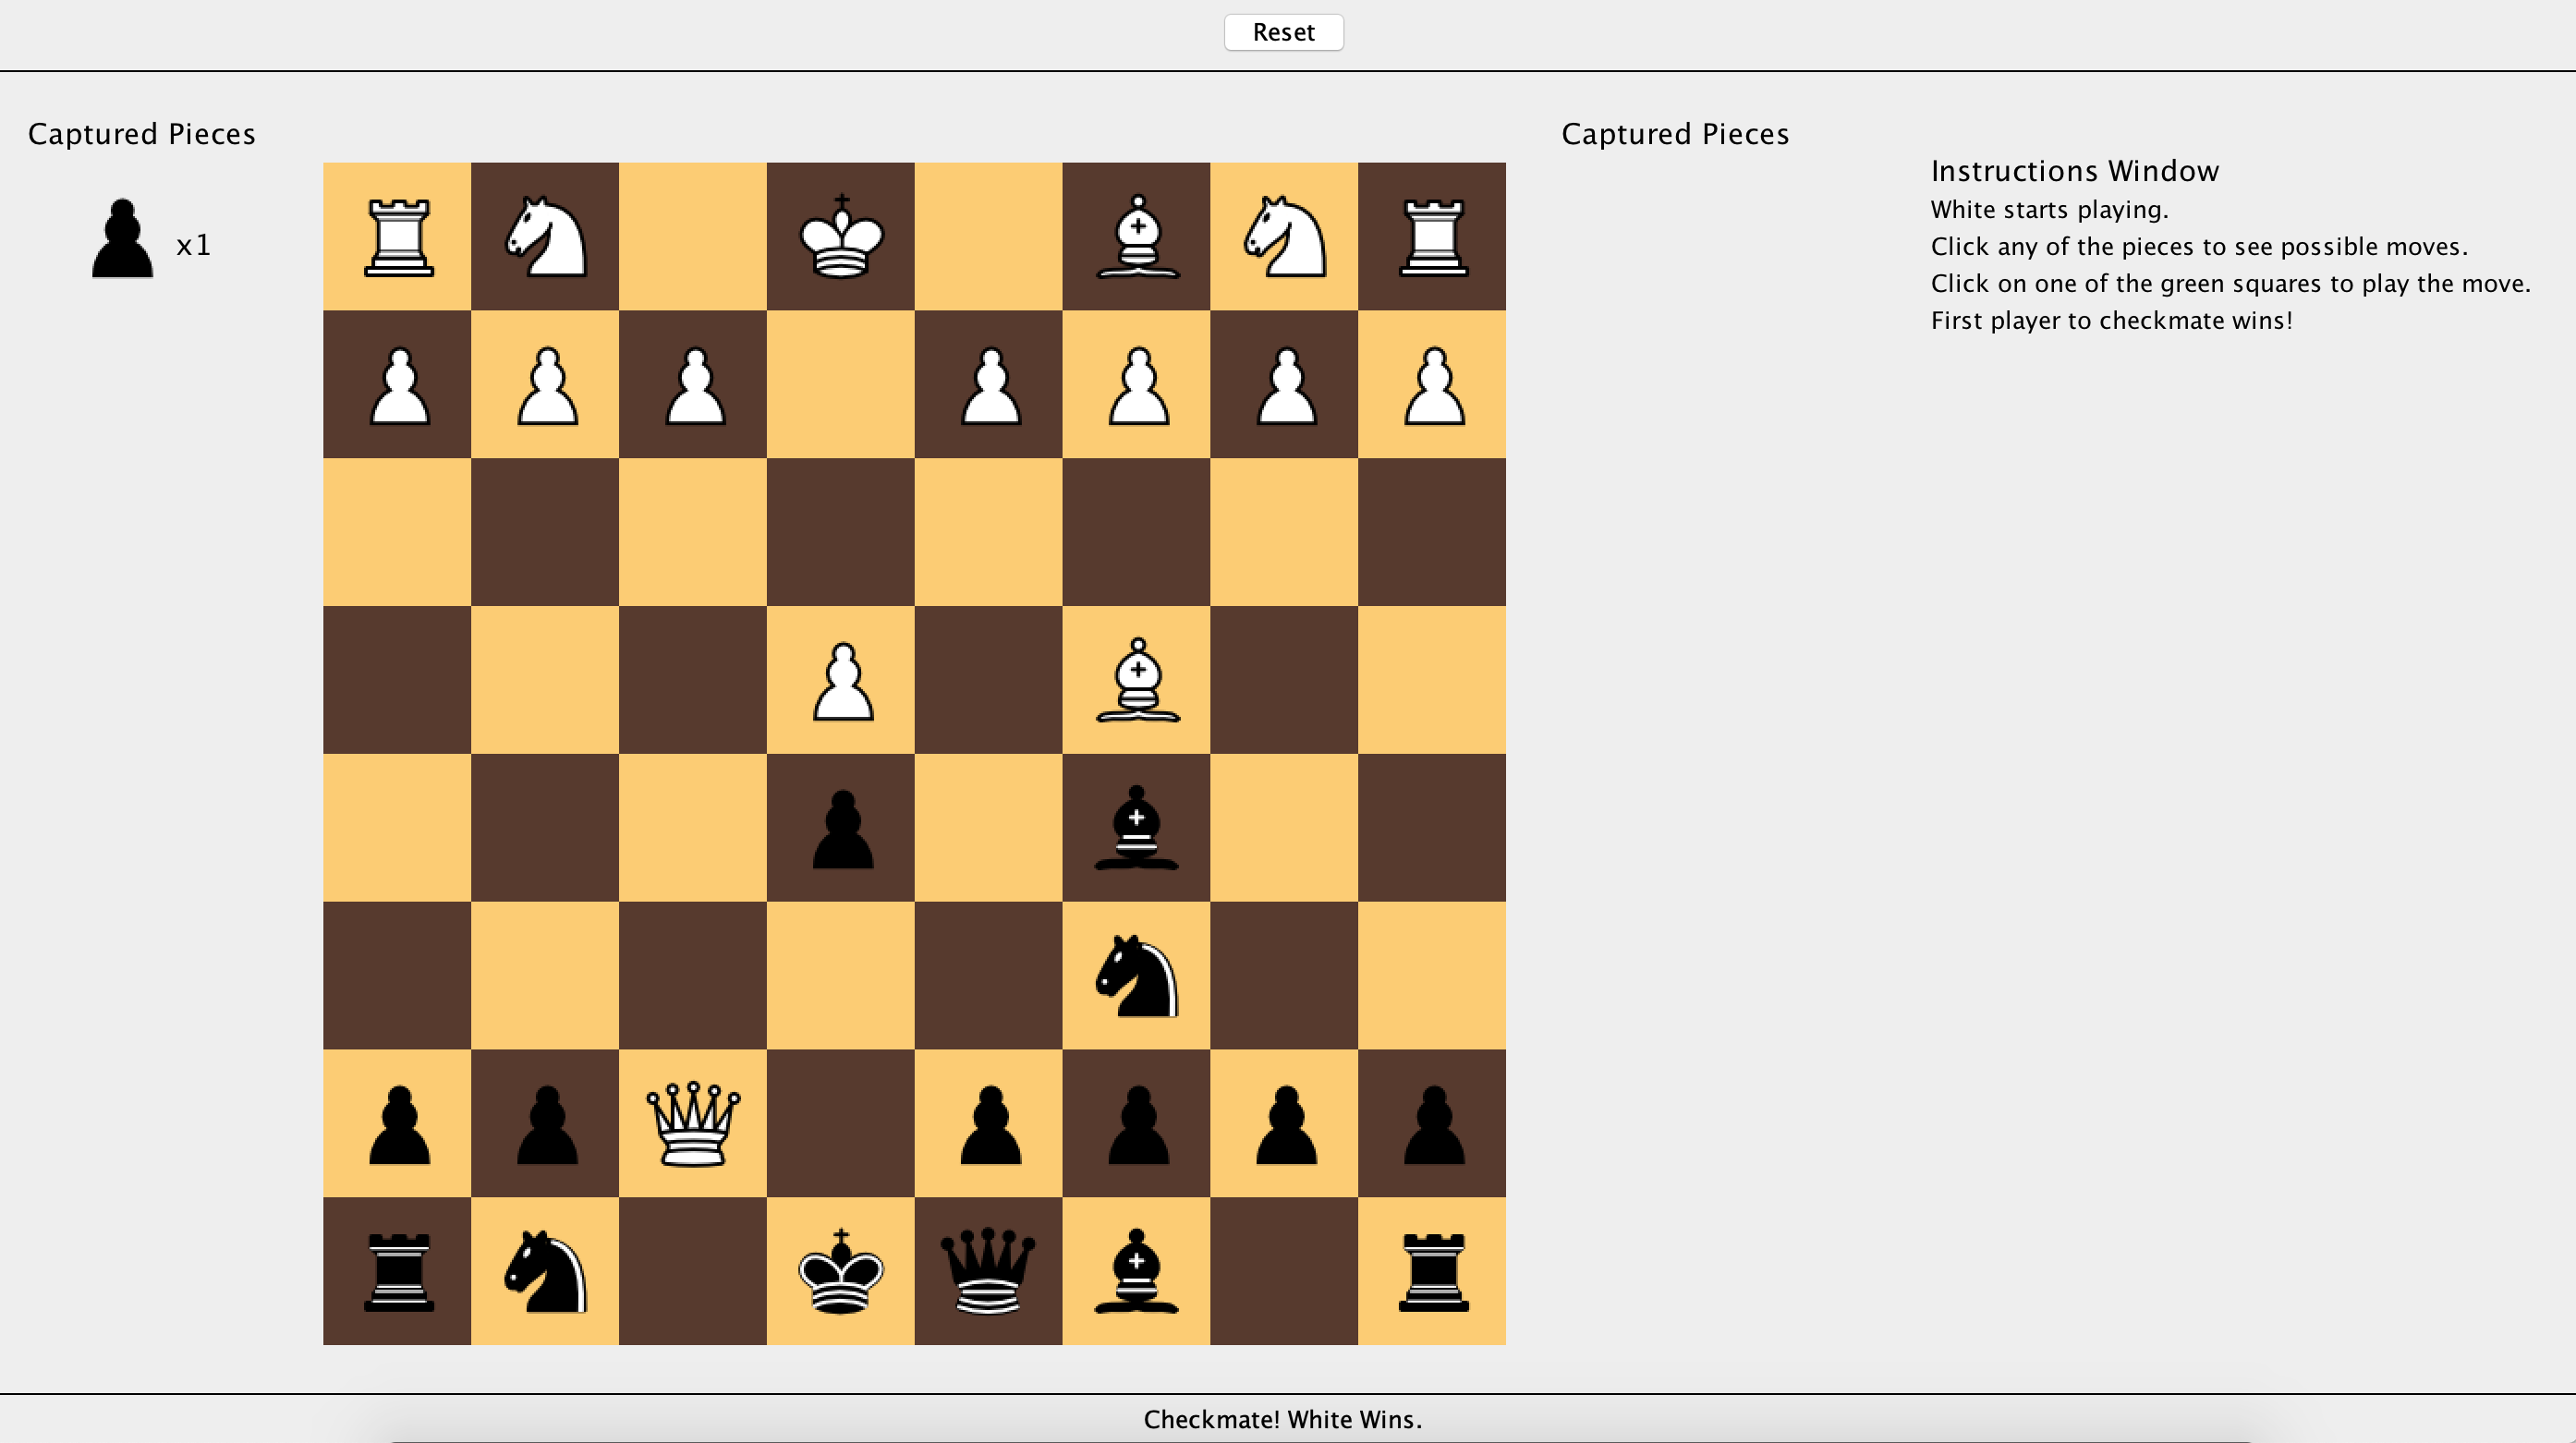 Reset
Captured Pieces
x1
Captured Pieces
Instructions Window
White starts playing.
Click any of the pieces to see possible moves.
Click on one of the green squares to play the move.
First player to checkmate wins!
Checkmate! White Wins.